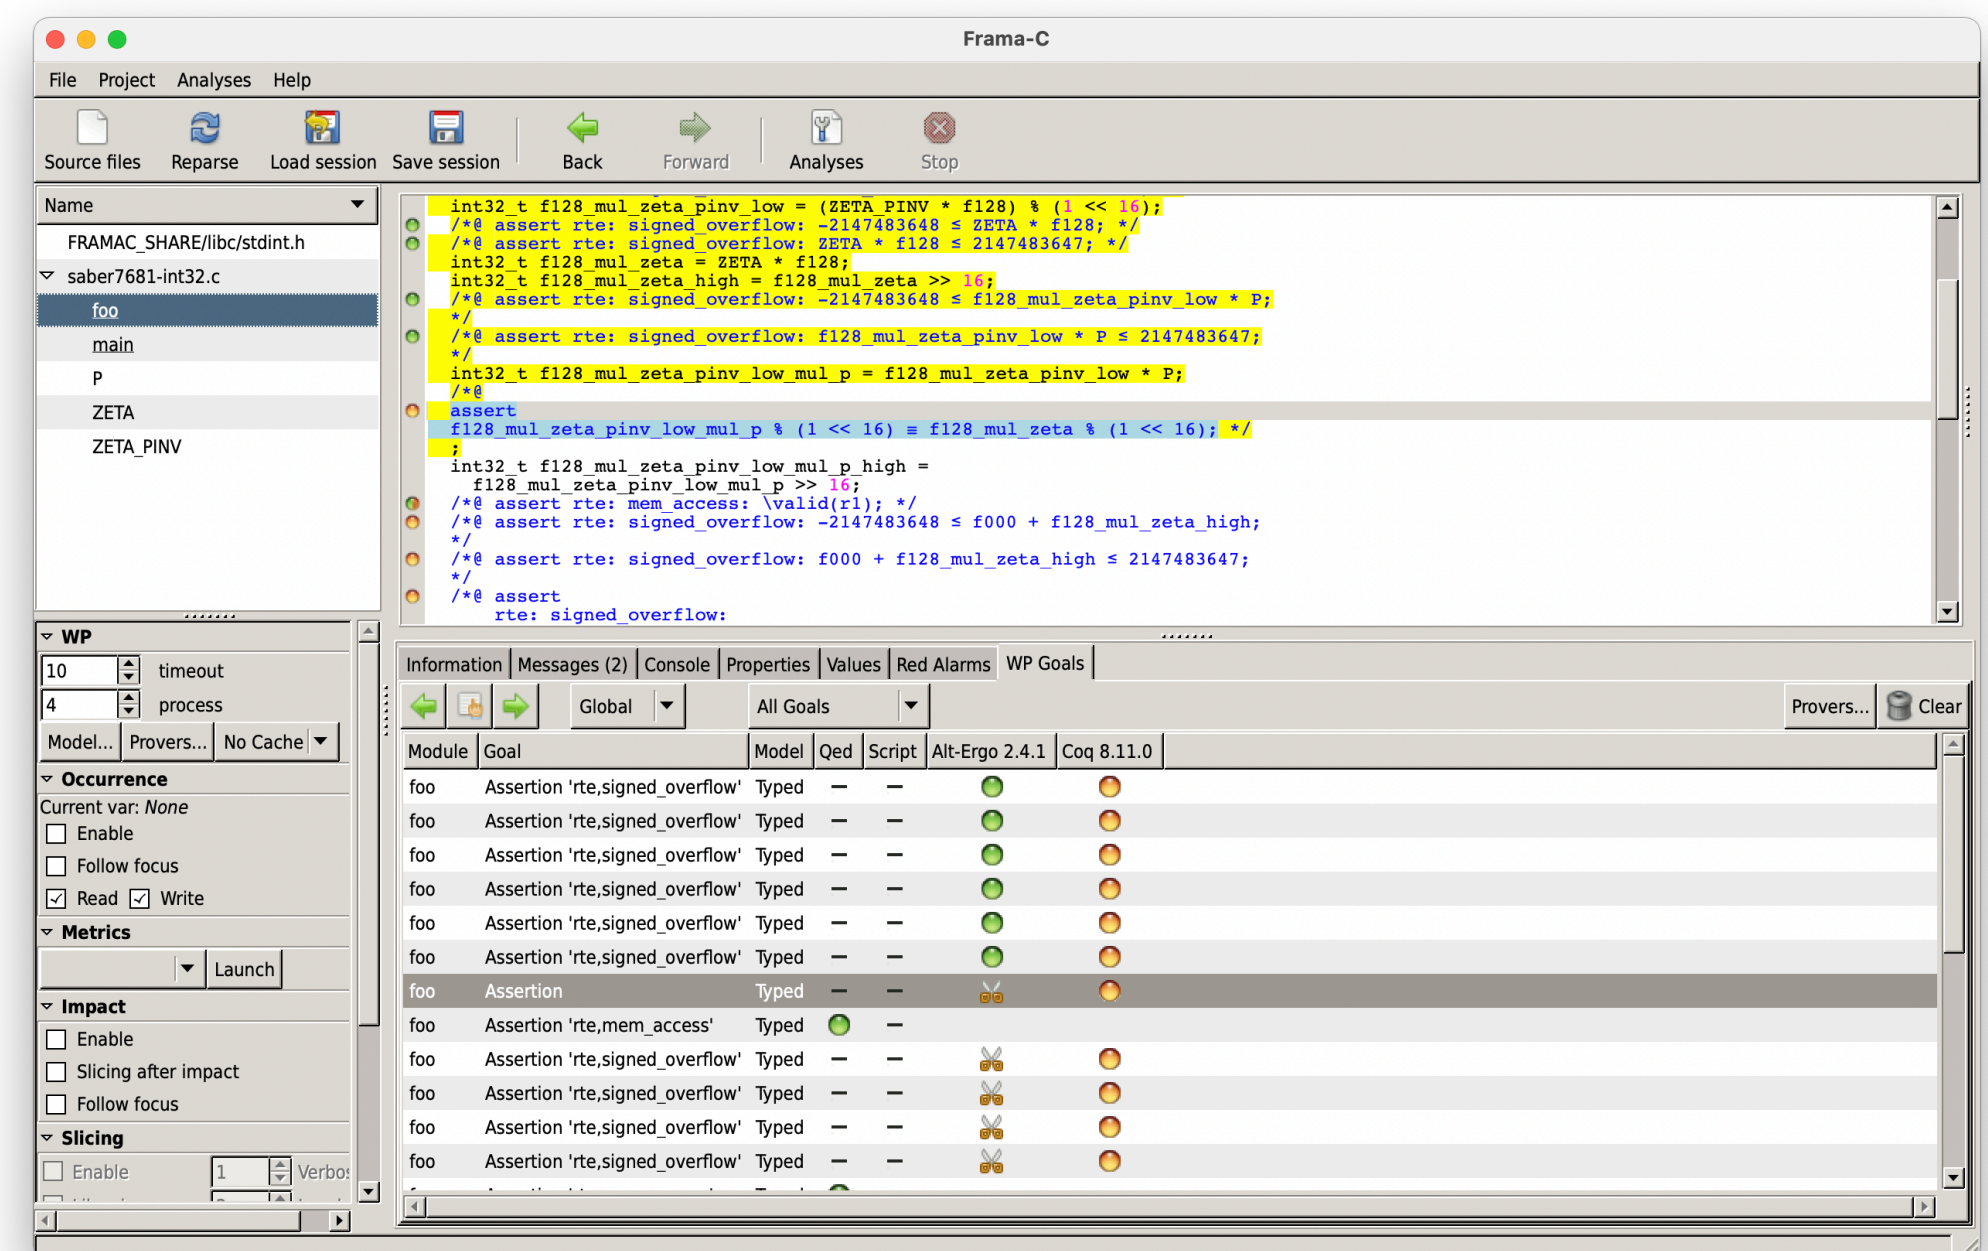 Frama-C
File Project Analyses Help
Source files Reparse Load session Save session Back Forward Analyses Stop
Name
FRAMAC_SHARE/libc/stdint.h
saber7681-int32.c
foo
main
P
ZETA
ZETA_PINV
int32_t f128_mul_zeta_pinv_low = (ZETA_PINV * f128) % (1 << 16);
/*@ assert rte: signed_overflow: -2147483648 ≤ ZETA * f128; */
/*@ assert rte: signed_overflow: ZETA * f128 ≤ 2147483647; */
int32_t f128_mul_zeta = ZETA * f128;
int32_t f128_mul_zeta_high = f128_mul_zeta >> 16;
/*@ assert rte: signed_overflow: -2147483648 ≤ f128_mul_zeta_pinv_low * P;
*/
/*@ assert rte: signed_overflow: f128_mul_zeta_pinv_low * P ≤ 2147483647;
*/
int32_t f128_mul_zeta_pinv_low_mul_p = f128_mul_zeta_pinv_low * P;
/*@
assert
f128_mul_zeta_pinv_low_mul_p % (1 << 16) ≡ f128_mul_zeta % (1 << 16); */
;
int32_t f128_mul_zeta_pinv_low_mul_p_high =
f128_mul_zeta_pinv_low_mul_p >> 16;
/*@ assert rte: mem_access: \valid(r1); */
/*@ assert rte: signed_overflow: -2147483648 ≤ f000 + f128_mul_zeta_high;
*/
/*@ assert rte: signed_overflow: f000 + f128_mul_zeta_high ≤ 2147483647;
*/
/*@ assert
rte: signed_overflow:
WP
10 timeout
4 process
Model... Provers... No Cache
Occurrence
Current var: None
Enable
Follow focus
Read Write
Metrics
Launch
Impact
Enable
Slicing after impact
Follow focus
Slicing
Enable 1
Information Messages (2) Console Properties Values Red Alarms WP Goals
Global All Goals Provers... Clear
Module Goal Model Qed Script Alt-Ergo 2.4.1 Coq 8.11.0
foo Assertion 'rte,signed_overflow' Typed — —
foo Assertion 'rte,signed_overflow' Typed — —
foo Assertion 'rte,signed_overflow' Typed — —
foo Assertion 'rte,signed_overflow' Typed — —
foo Assertion 'rte,signed_overflow' Typed — —
foo Assertion 'rte,signed_overflow' Typed — —
foo Assertion Typed — —
foo Assertion 'rte,mem_access' Typed —
foo Assertion 'rte,signed_overflow' Typed — —
foo Assertion 'rte,signed_overflow' Typed — —
foo Assertion 'rte,signed_overflow' Typed — —
foo Assertion 'rte,signed_overflow' Typed — —